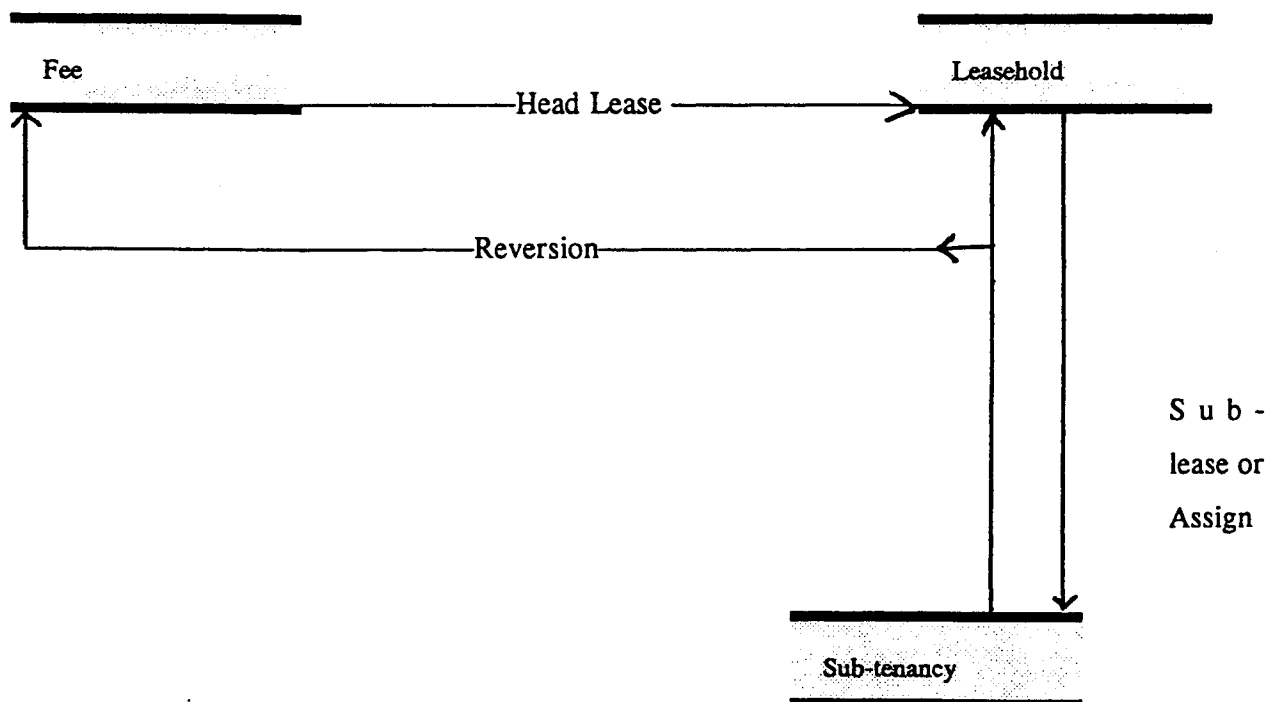 Fee
Leasehold
Head Lease
Reversion
S u b -
lease or
Assign
Sub-tenancy